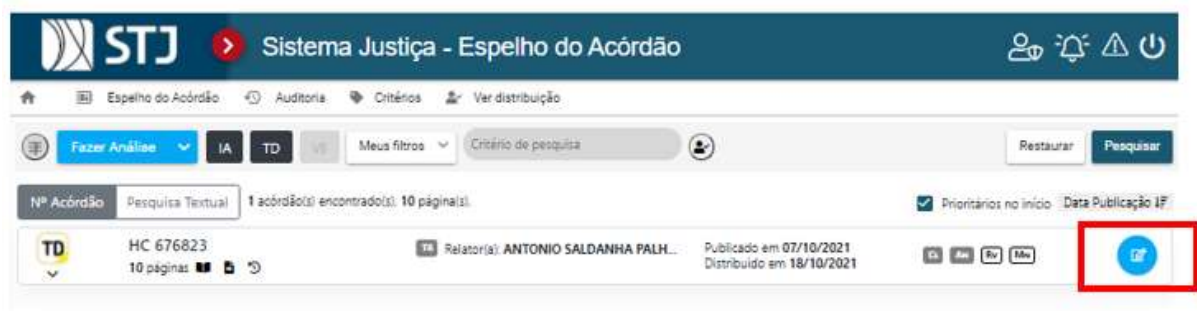 STJ Sistema Justiça - Espelho do Acórdão
Espelho do Acórdão Auditoria Critérios Ver distribuição
Fazer Análise IA TD Meus filtros Critério de pesquisa Restaurar Pesquisar
Nº Acórdão Pesquisa Textual 1 acórdão(s) encontrado(s). 10 página(s). Prioritários no início Data Publicação
TD HC 676823 Relator(a): ANTONIO SALDANHA PALH... Publicado em 07/10/2021 Rv
10 páginas Distribuído em 18/10/2021